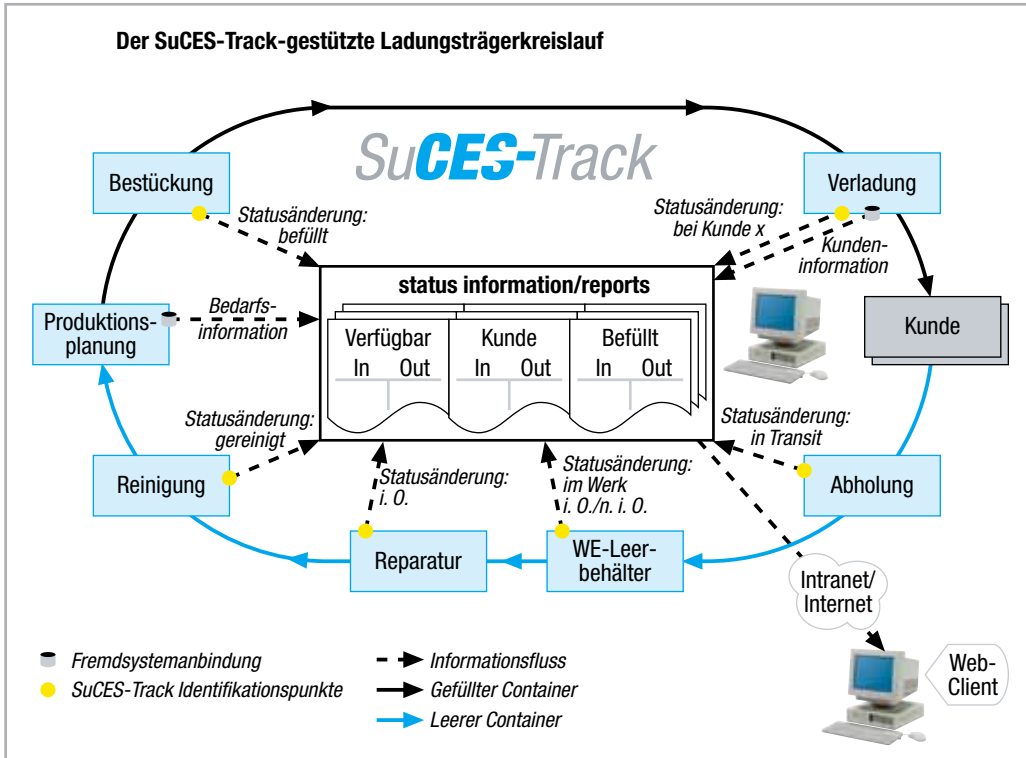 Der SuCES-Track-gestützte Ladungsträgerkreislauf
SuCES-Track
Bestückung
Verladung
Statusänderung:
befüllt
Statusänderung:
bei Kunde x
Kunden-
information
status information/reports
Produktions-
planung
Bedarfs-
information
Verfügbar
In Out
Kunde
In Out
Befüllt
In Out
Kunde
Statusänderung:
gereinigt
Statusänderung:
in Transit
Reinigung
Statusänderung:
i. O.
Statusänderung:
im Werk
i. O./n. i. O.
Abholung
Reparatur
WE-Leer-
behälter
Intranet/
Internet
Web-
Client
Fremdsystemanbindung
SuCES-Track Identifikationspunkte
Informationsfluss
Gefüllter Container
Leerer Container